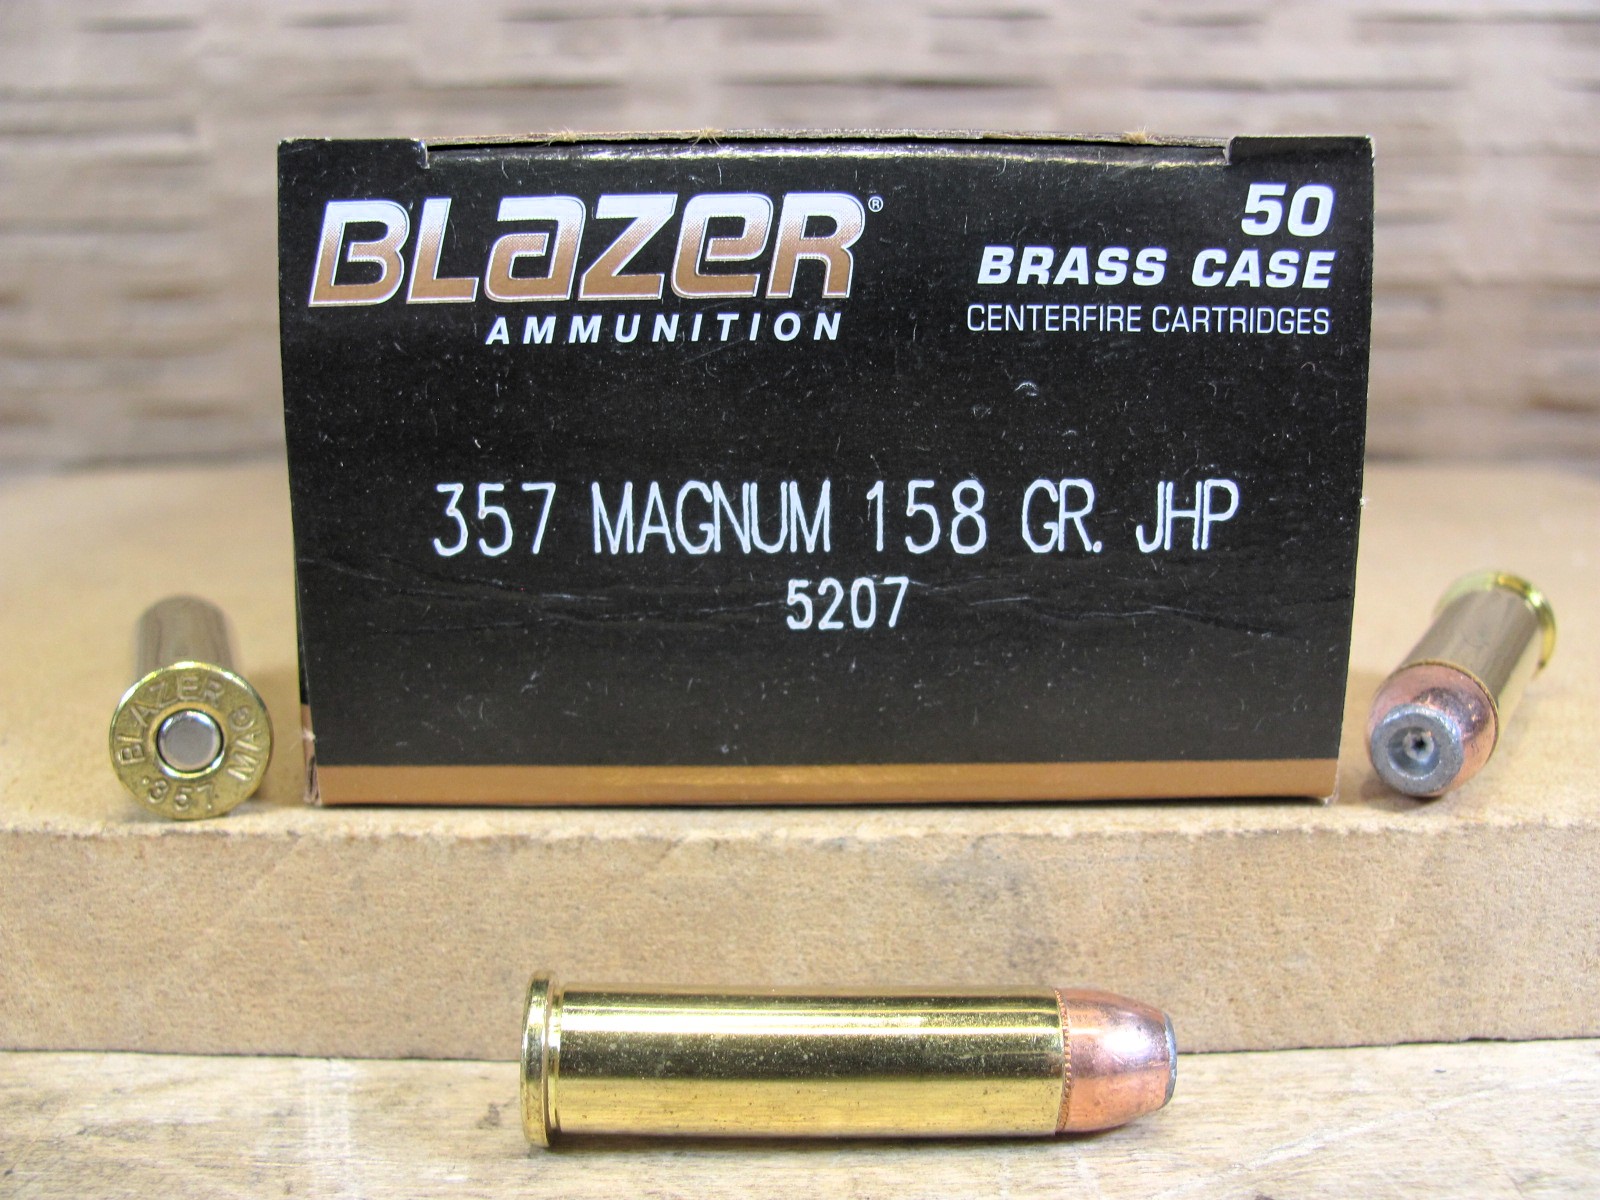 BLAZER®
AMMUNITION
50
BRASS CASE
CENTERFIRE CARTRIDGES
357 MAGNUM 158 GR. JHP
5207
BLAZER
.357 MAG